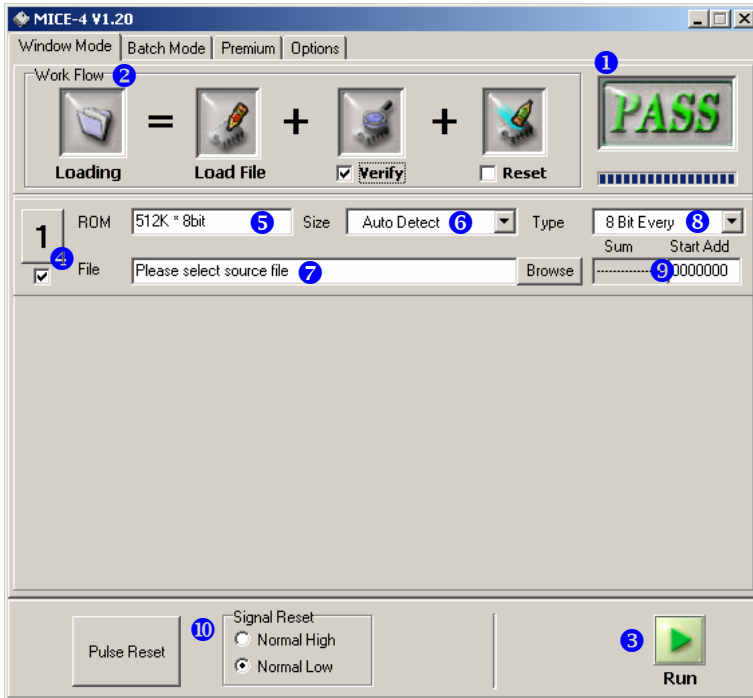 MICE-4 V1.20
Window Mode Batch Mode Premium Options
Work Flow 2
1
PASS
= + +
Loading Load File Verify Reset
1
4
ROM 512K * 8bit 5 Size Auto Detect 6 Type 8 Bit Every 8
Sum Start Add
File Please select source file 7 Browse ------------- 9 0000000
Pulse Reset
10
Signal Reset
Normal High
Normal Low
3
Run